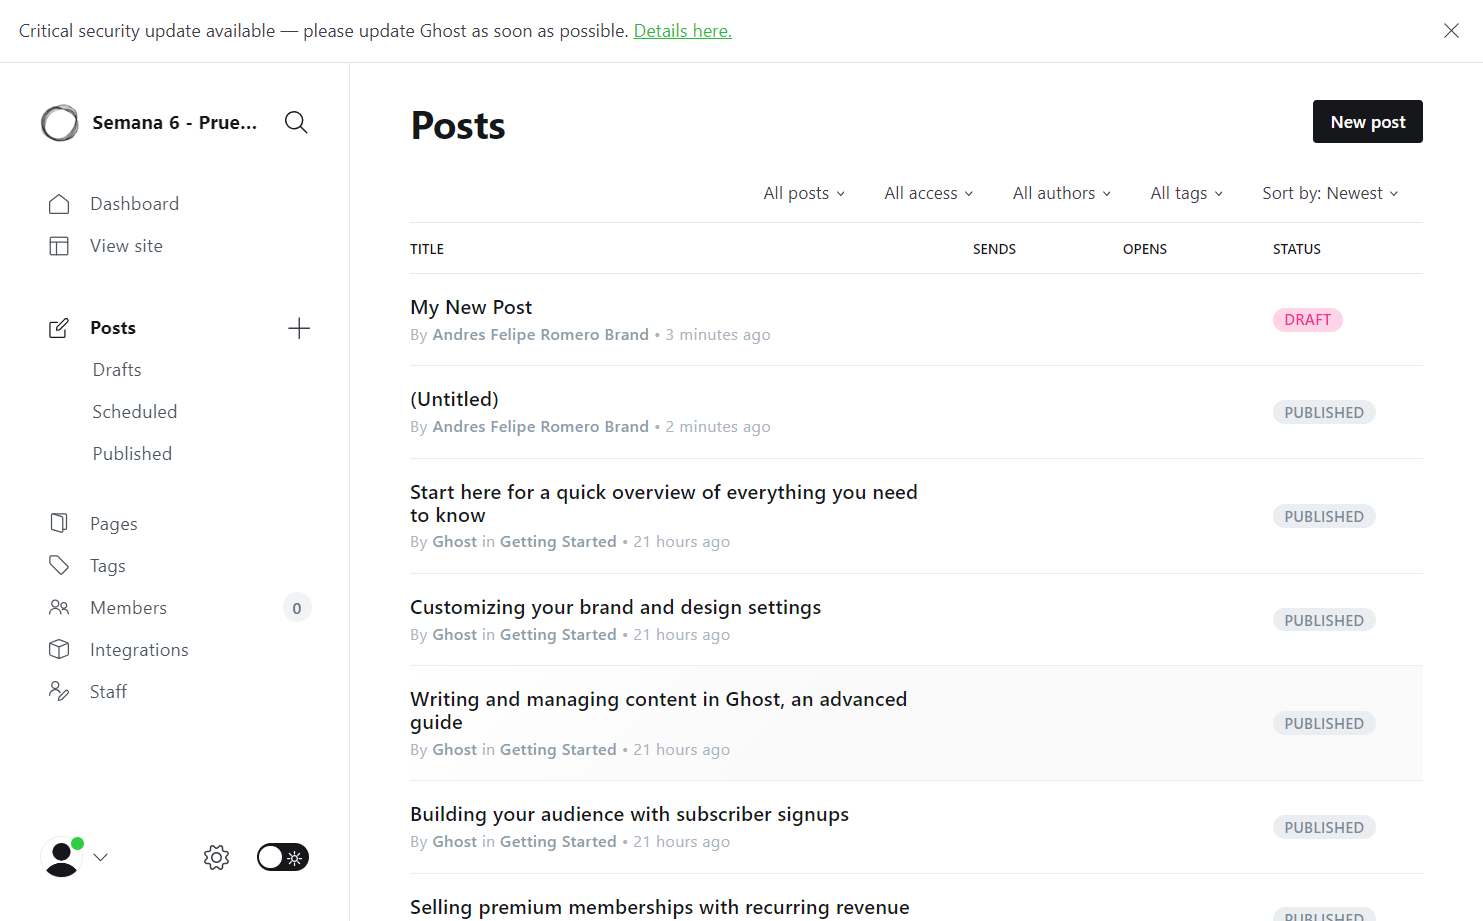 Critical security update available — please update Ghost as soon as possible. Details here.
Semana 6 - Prue...
Dashboard
View site
Posts
Drafts
Scheduled
Published
Pages
Tags
Members 0
Integrations
Staff
Posts
New post
All posts All access All authors All tags Sort by: Newest
TITLE SENDS OPENS STATUS
My New Post
By Andres Felipe Romero Brand • 3 minutes ago
DRAFT
(Untitled)
By Andres Felipe Romero Brand • 2 minutes ago
PUBLISHED
Start here for a quick overview of everything you need
to know
By Ghost in Getting Started • 21 hours ago
PUBLISHED
Customizing your brand and design settings
By Ghost in Getting Started • 21 hours ago
PUBLISHED
Writing and managing content in Ghost, an advanced
guide
By Ghost in Getting Started • 21 hours ago
PUBLISHED
Building your audience with subscriber signups
By Ghost in Getting Started • 21 hours ago
PUBLISHED
Selling premium memberships with recurring revenue
PUBLISHED